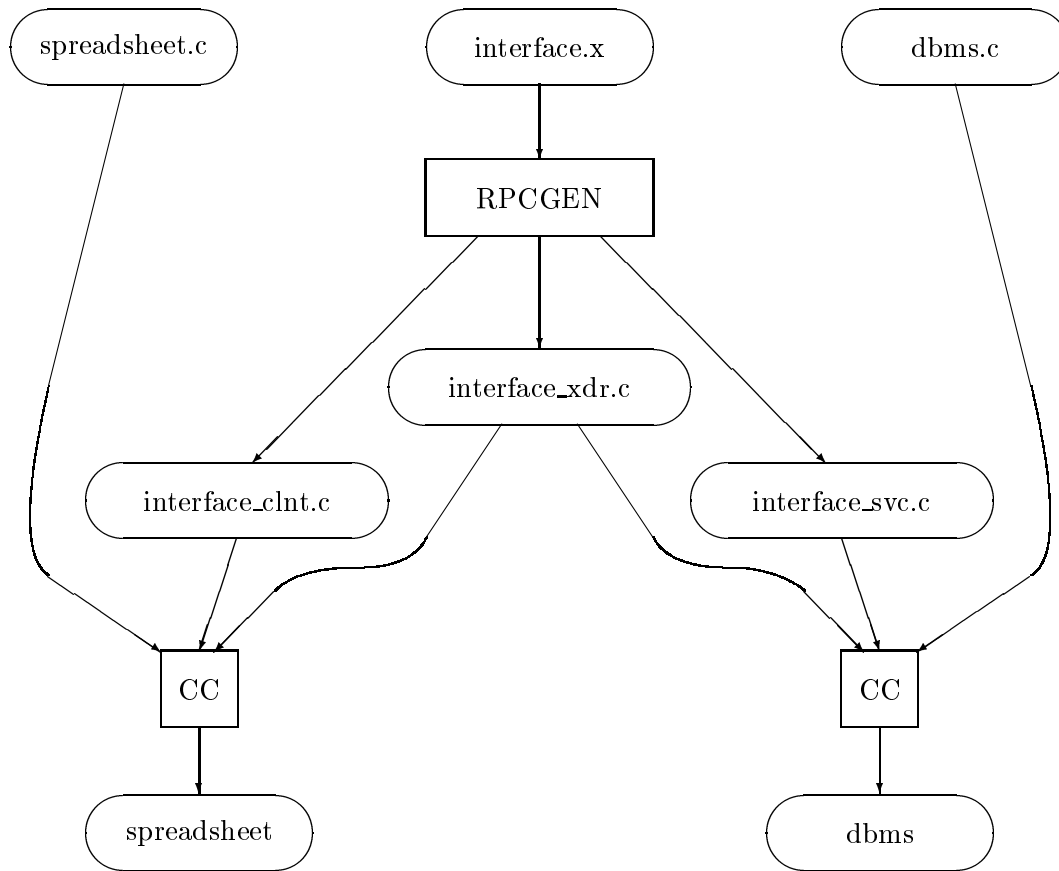 spreadsheet.c
interface.x
dbms.c
RPCGEN
interface_xdr.c
interface_clnt.c
interface_svc.c
CC
CC
spreadsheet
dbms